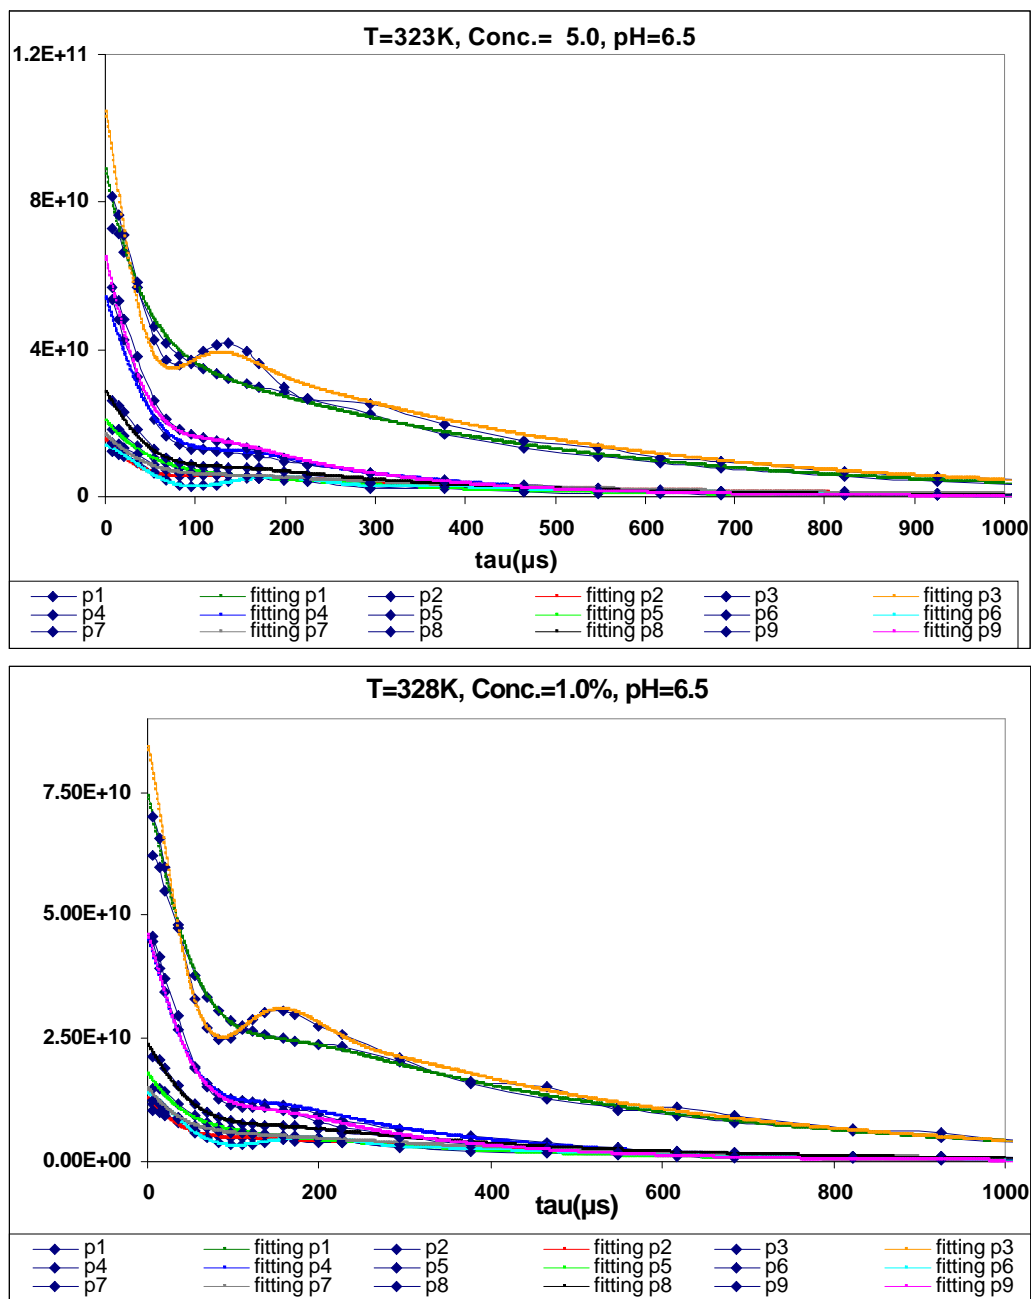 T=323K, Conc.= 5.0, pH=6.5
1.2E+11
8E+10
4E+10
0
0 100 200 300 400 500 600 700 800 900 1000
tau(µs)
p1 fitting p1 p2 fitting p2 p3 fitting p3
p4 fitting p4 p5 fitting p5 p6 fitting p6
p7 fitting p7 p8 fitting p8 p9 fitting p9
T=328K, Conc.=1.0%, pH=6.5
7.50E+10
5.00E+10
2.50E+10
0.00E+00
0 200 400 600 800 1000
tau(µs)
p1 fitting p1 p2 fitting p2 p3 fitting p3
p4 fitting p4 p5 fitting p5 p6 fitting p6
p7 fitting p7 p8 fitting p8 p9 fitting p9